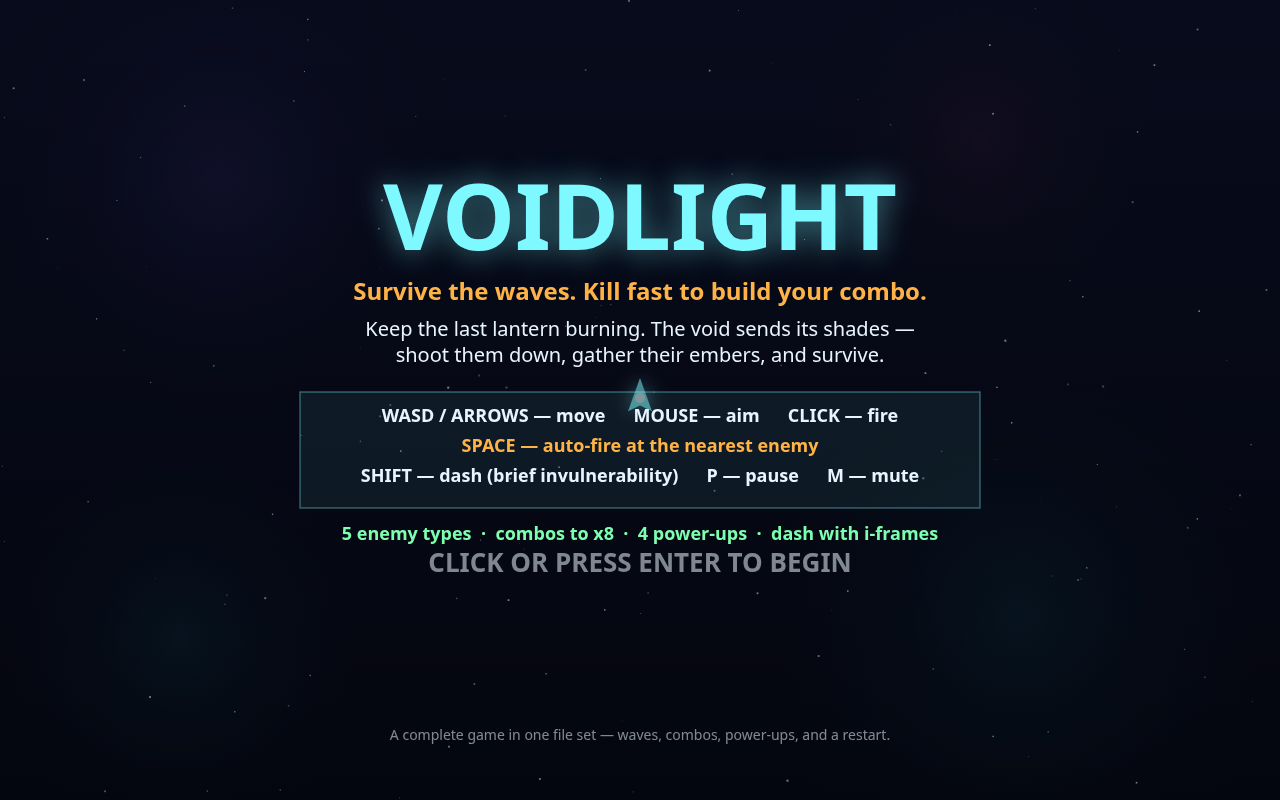 VOIDLIGHT
Survive the waves. Kill fast to build your combo.
Keep the last lantern burning. The void sends its shades —
shoot them down, gather their embers, and survive.
WASD / ARROWS — move MOUSE — aim CLICK — fire
SPACE — auto-fire at the nearest enemy
SHIFT — dash (brief invulnerability) P — pause M — mute
5 enemy types · combos to x8 · 4 power-ups · dash with i-frames
CLICK OR PRESS ENTER TO BEGIN
A complete game in one file set — waves, combos, power-ups, and a restart.